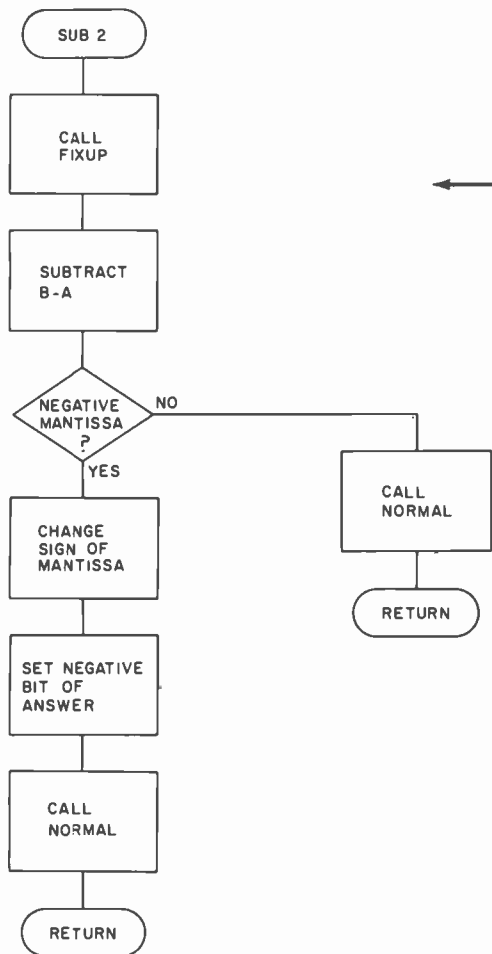 SUB 2
CALL
FIXUP
SUBTRACT
B-A
NEGATIVE
MANTISSA
?
NO
YES
CHANGE
SIGN OF
MANTISSA
SET NEGATIVE
BIT OF
ANSWER
CALL
NORMAL
RETURN
CALL
NORMAL
RETURN